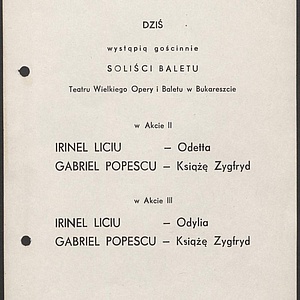 DZIŚ
wystąpią gościnnie
SOLIŚCI BALETU
Teatru Wielkiego Opery i Baletu w Bukareszcie
w Akcie II
IRINEL LICIU – Odetta
GABRIEL POPESCU – Książę Zygfryd
w Akcie III
IRINEL LICIU – Odylia
GABRIEL POPESCU – Książę Zygfryd